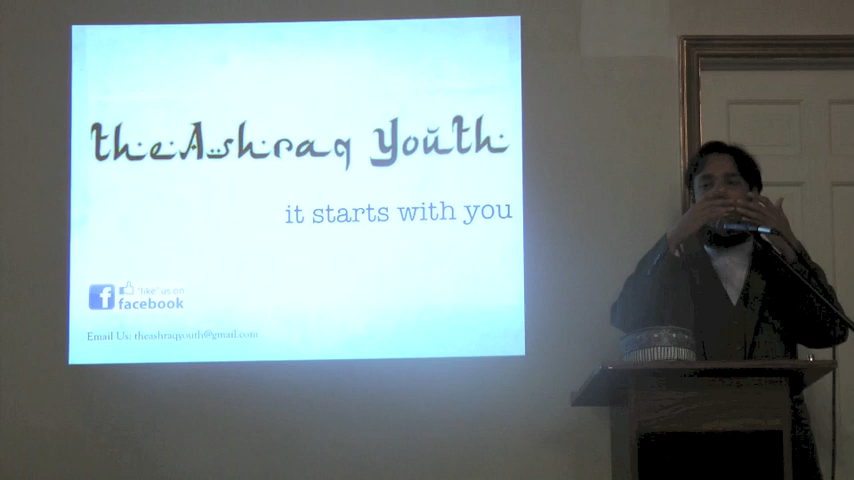 theAshraq Youth
it starts with you
"like" us on
f facebook
Email Us: theashraqyouth@gmail.com